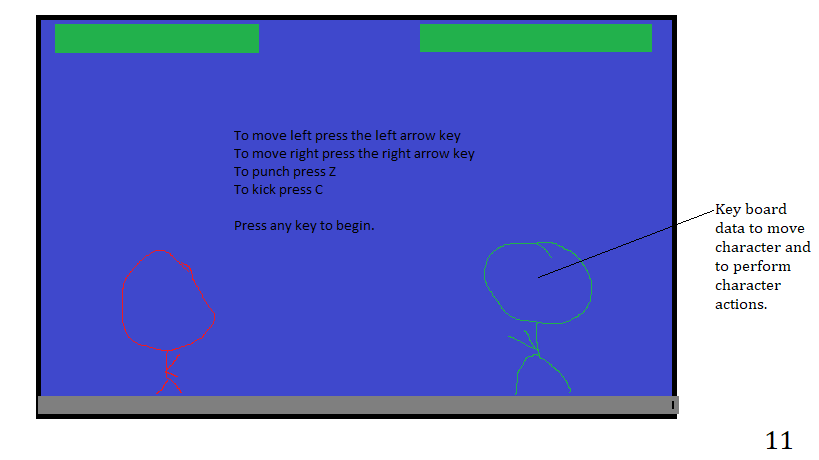 To move left press the left arrow key
To move right press the right arrow key
To punch press Z
To kick press C
Press any key to begin.
Key board
data to move
character and
to perform
character
actions.
11